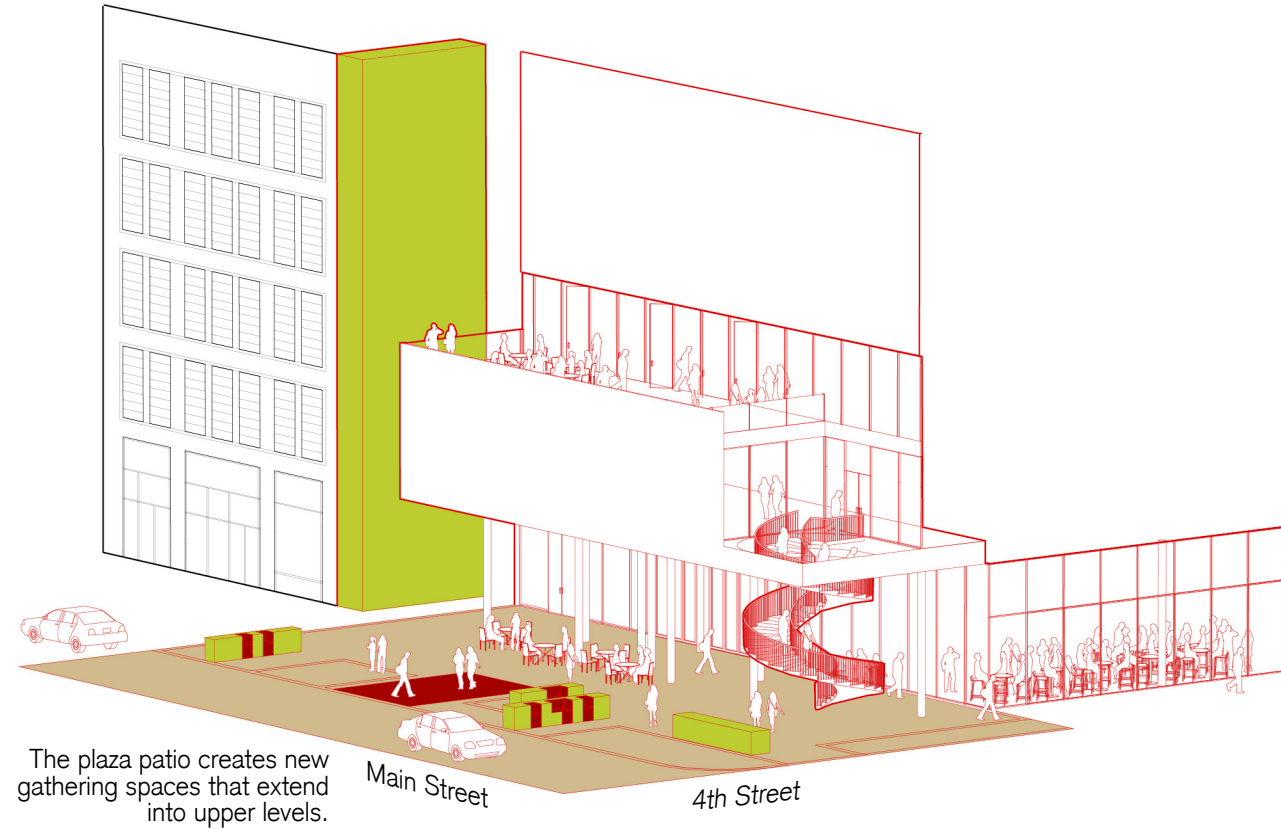 The plaza patio creates new
gathering spaces that extend
into upper levels.
Main Street
4th Street